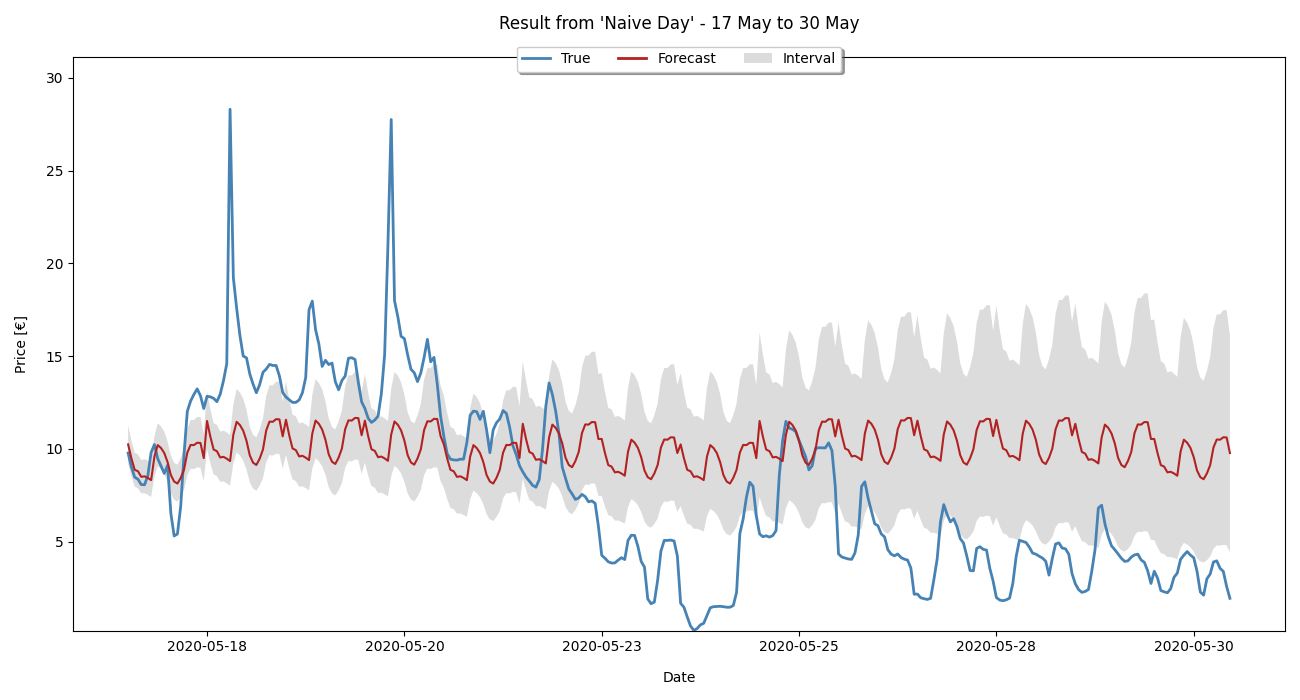 Result from 'Naive Day' - 17 May to 30 May
True Forecast Interval
30
25
20
15
10
5
Price [€]
2020-05-18 2020-05-20 2020-05-23 2020-05-25 2020-05-28 2020-05-30
Date